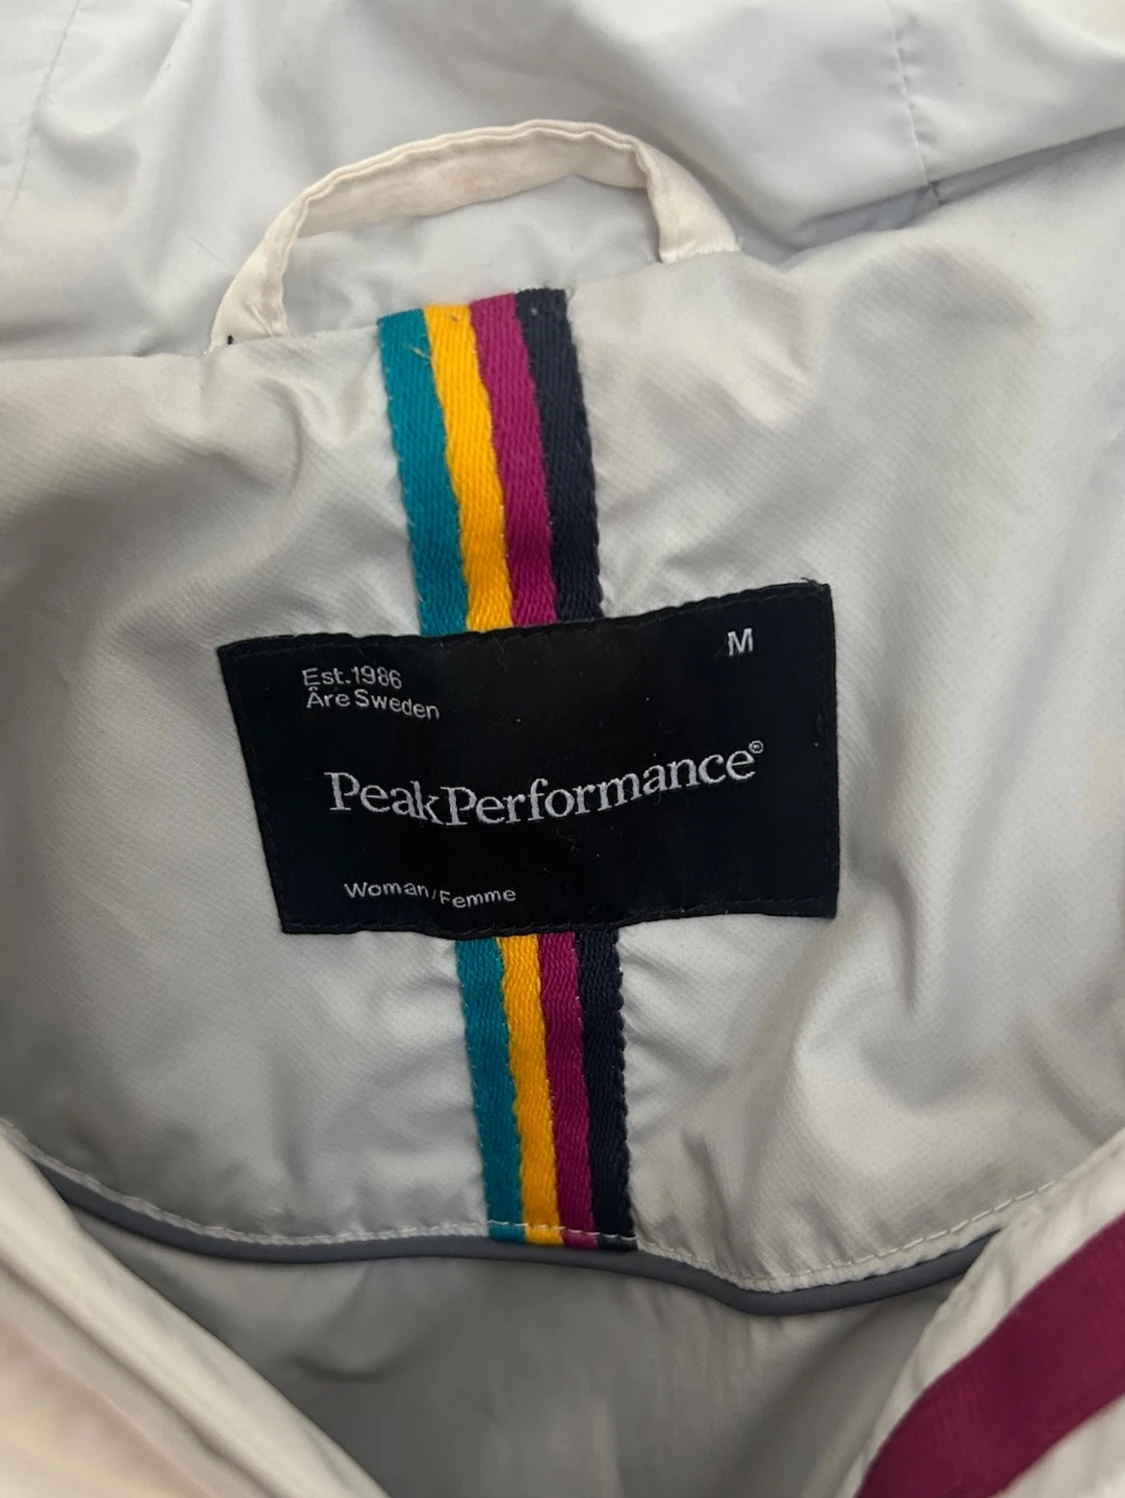 M
Est.1986
Åre Sweden
PeakPerformance®
Woman/Femme